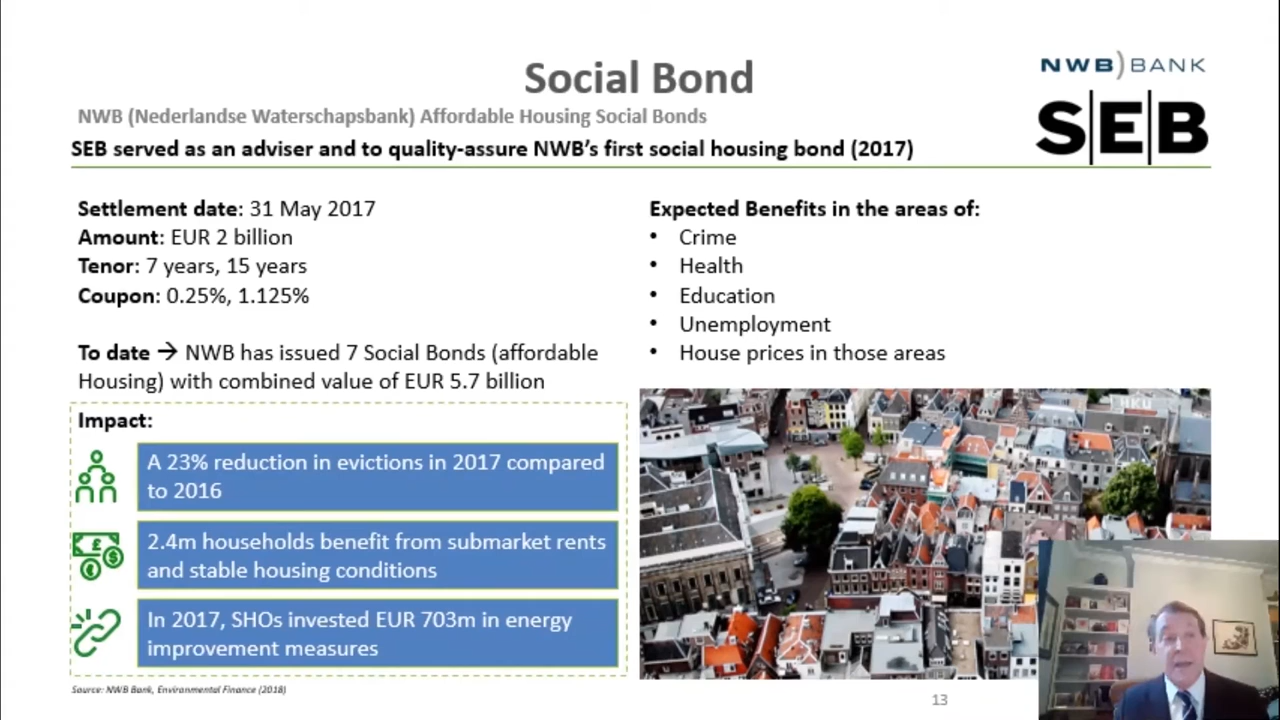 Social Bond
NWB)BANK
NWB (Nederlandse Waterschapsbank) Affordable Housing Social Bonds
SEB
SEB served as an adviser and to quality-assure NWB’s first social housing bond (2017)
Settlement date: 31 May 2017
Amount: EUR 2 billion
Tenor: 7 years, 15 years
Coupon: 0.25%, 1.125%
To date → NWB has issued 7 Social Bonds (affordable
Housing) with combined value of EUR 5.7 billion
Expected Benefits in the areas of:
• Crime
• Health
• Education
• Unemployment
• House prices in those areas
Impact:
A 23% reduction in evictions in 2017 compared
to 2016
2.4m households benefit from submarket rents
and stable housing conditions
In 2017, SHOs invested EUR 703m in energy
improvement measures
Source: NWB Bank, Environmental Finance (2018)
13